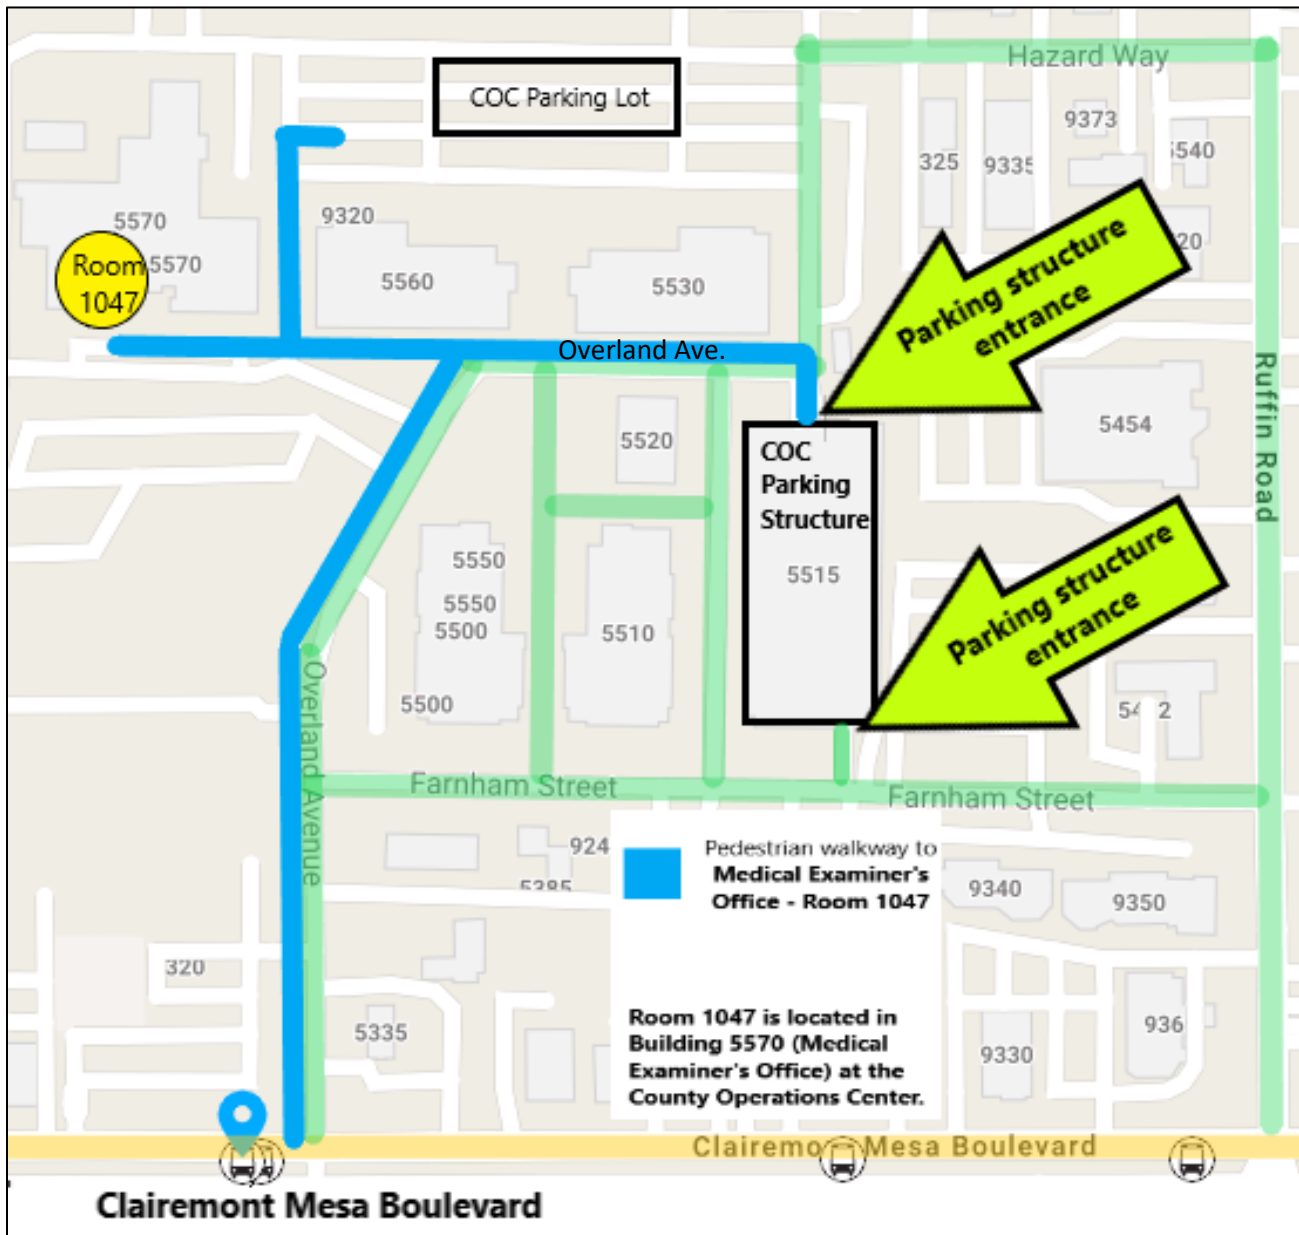 Hazard Way
COC Parking Lot
9373
325
9335
5540
5570
9320
20
Room
1047
5570
5560
5530
Parking structure
entrance
Overland Ave.
Ruffin Road
5520
5454
COC
Parking
Structure
5515
5550
5550
5500
5510
5500
Parking structure
entrance
Overland Avenue
Farnham Street
Farnham Street
924
5385
Pedestrian walkway to
Medical Examiner's
Office - Room 1047
9340
9350
320
5335
Room 1047 is located in
Building 5570 (Medical
Examiner's Office) at the
County Operations Center.
9330
936
Clairemo
Mesa Boulevard
Clairemont Mesa Boulevard